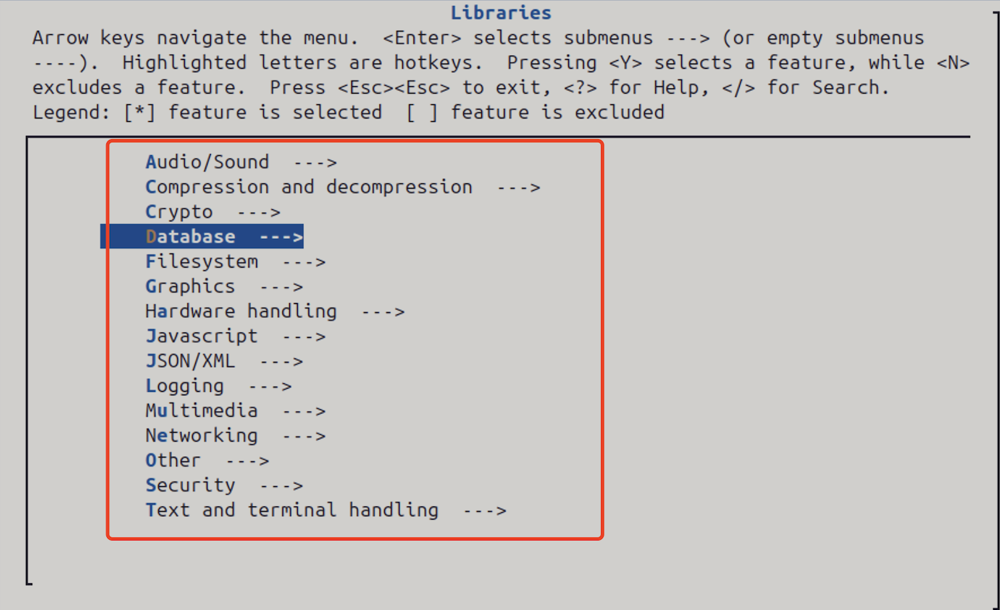 Libraries
Arrow keys navigate the menu.  <Enter> selects submenus ---> (or empty submenus
----).  Highlighted letters are hotkeys.  Pressing <Y> selects a feature, while <N>
excludes a feature.  Press <Esc><Esc> to exit, <?> for Help, </> for Search.
Legend: [*] feature is selected  [ ] feature is excluded
Audio/Sound  --->
Compression and decompression  --->
Crypto  --->
Database  --->
Filesystem  --->
Graphics  --->
Hardware handling  --->
Javascript  --->
JSON/XML  --->
Logging  --->
Multimedia  --->
Networking  --->
Other  --->
Security  --->
Text and terminal handling  --->